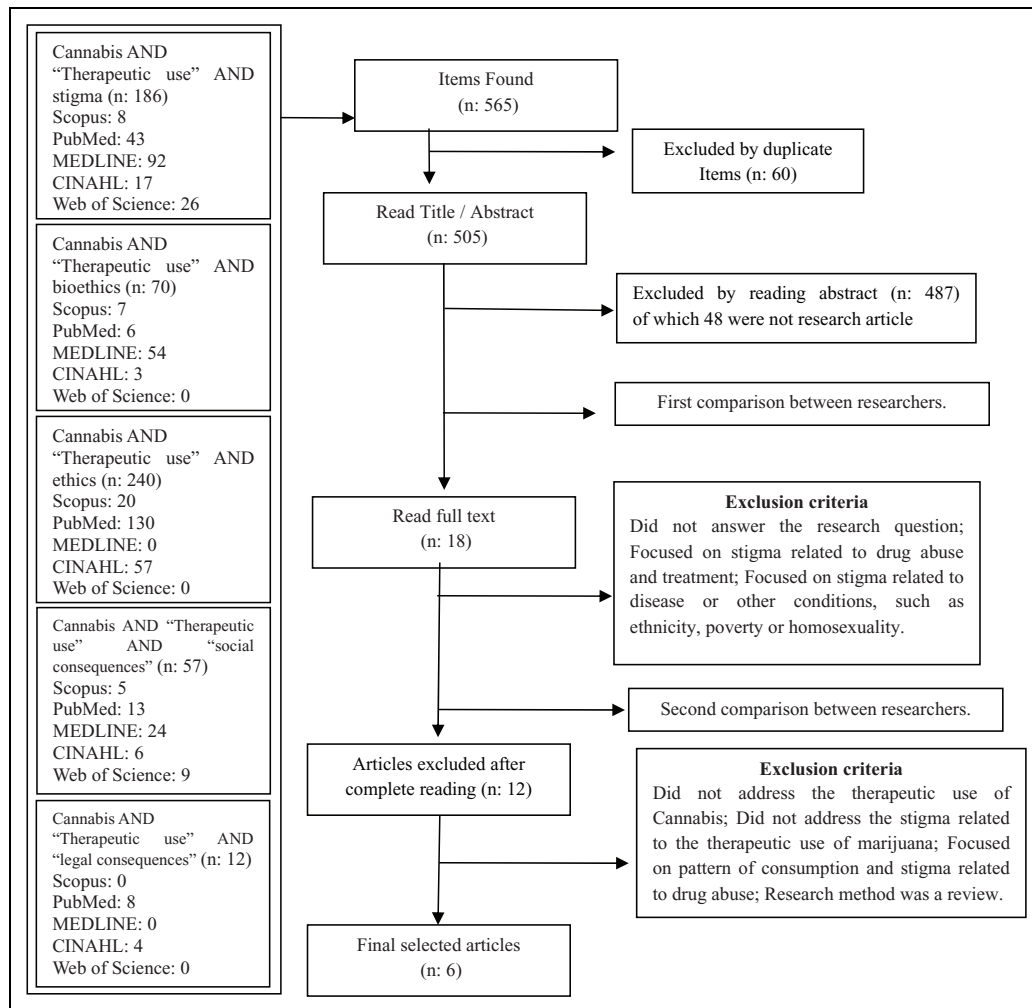 Cannabis AND
“Therapeutic use” AND
stigma (n: 186)
Scopus: 8
PubMed: 43
MEDLINE: 92
CINAHL: 17
Web of Science: 26
Cannabis AND
“Therapeutic use” AND
bioethics (n: 70)
Scopus: 7
PubMed: 6
MEDLINE: 54
CINAHL: 3
Web of Science: 0
Cannabis AND
“Therapeutic use” AND
ethics (n: 240)
Scopus: 20
PubMed: 130
MEDLINE: 0
CINAHL: 57
Web of Science: 0
Cannabis AND “Therapeutic
use” AND “social
consequences” (n: 57)
Scopus: 5
PubMed: 13
MEDLINE: 24
CINAHL: 6
Web of Science: 9
Cannabis AND
“Therapeutic use” AND
“legal consequences” (n: 12)
Scopus: 0
PubMed: 8
MEDLINE: 0
CINAHL: 4
Web of Science: 0
Items Found
(n: 565)
Excluded by duplicate
Items (n: 60)
Read Title / Abstract
(n: 505)
Excluded by reading abstract (n: 487)
of which 48 were not research article
First comparison between researchers.
Read full text
(n: 18)
Exclusion criteria
Did not answer the research question;
Focused on stigma related to drug abuse
and treatment; Focused on stigma related to
disease or other conditions, such as
ethnicity, poverty or homosexuality.
Second comparison between researchers.
Articles excluded after
complete reading (n: 12)
Exclusion criteria
Did not address the therapeutic use of
Cannabis; Did not address the stigma related
to the therapeutic use of marijuana; Focused
on pattern of consumption and stigma related
to drug abuse; Research method was a review.
Final selected articles
(n: 6)